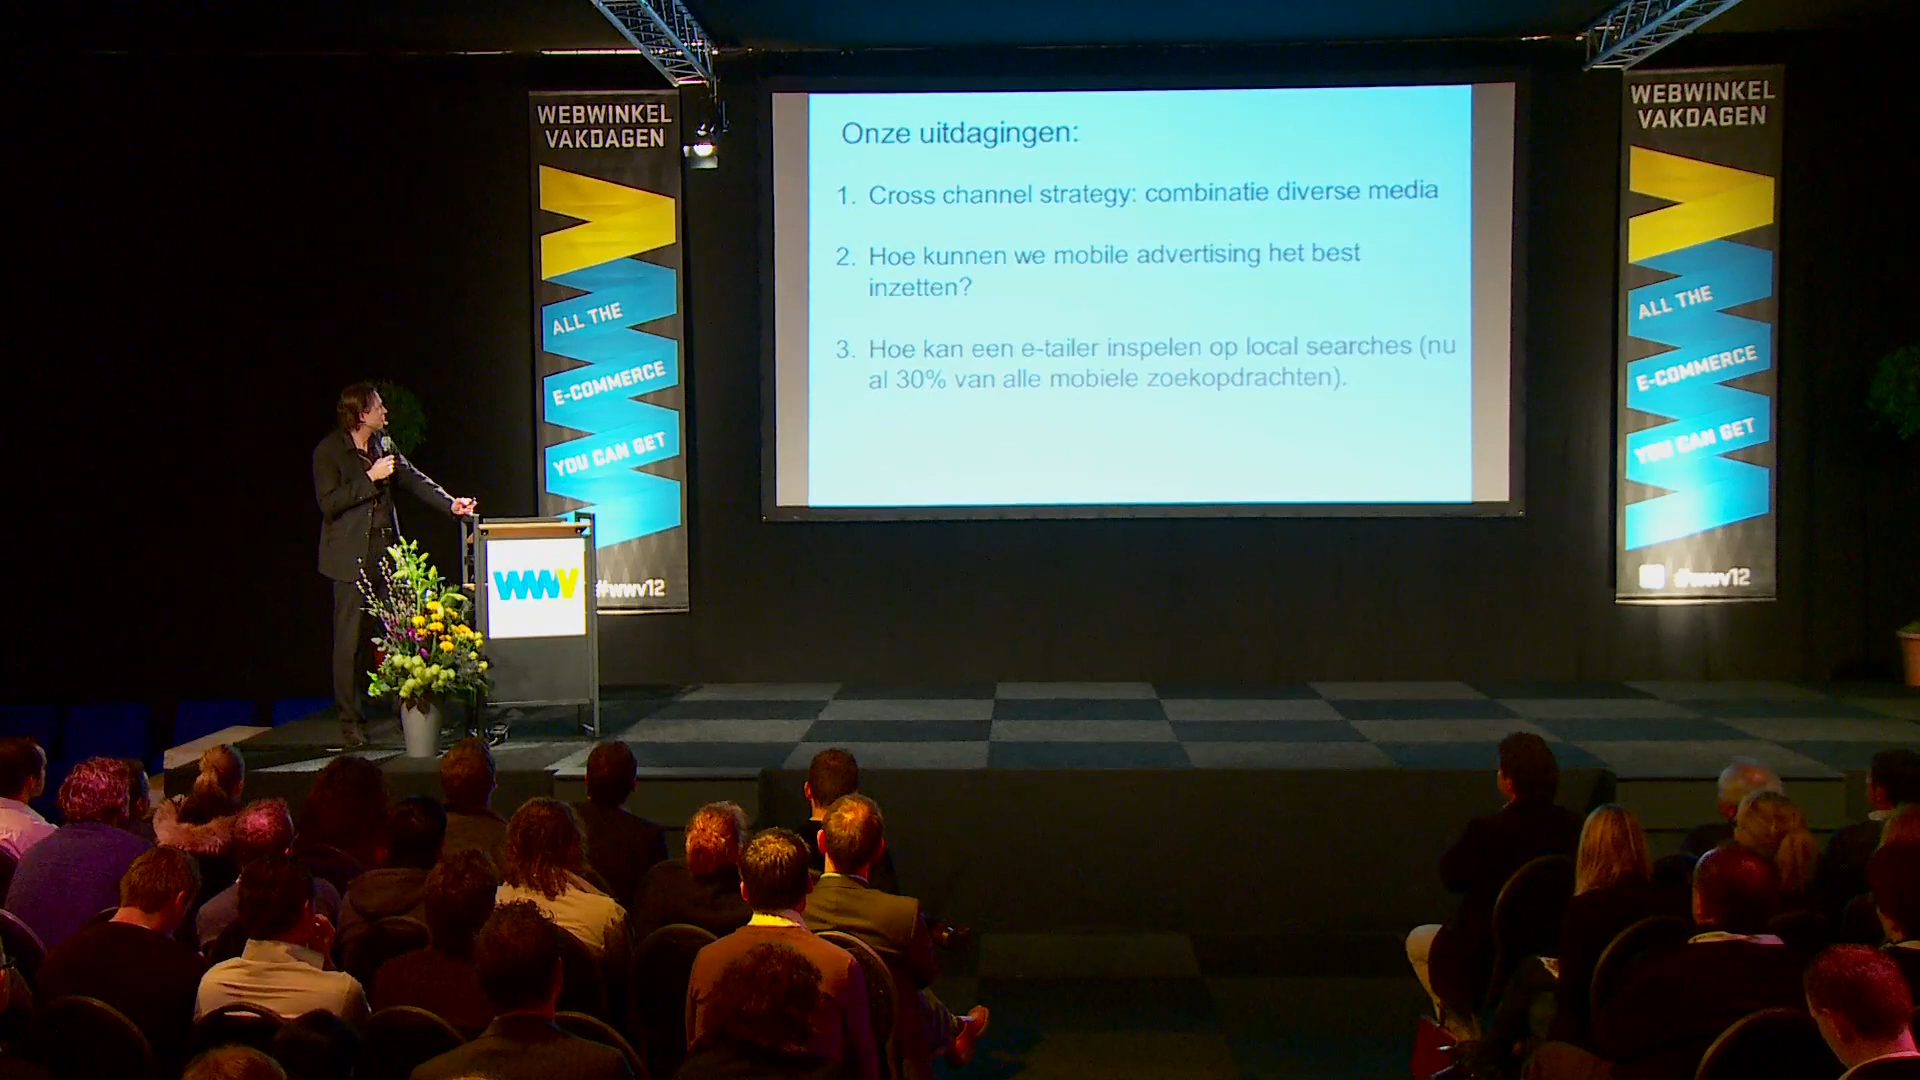 WEBWINKEL
VAKDAGEN
ALL THE
E-COMMERCE
YOU CAN GET
#wwv12
WWV
Onze uitdagingen:
1. Cross channel strategy: combinatie diverse media
2. Hoe kunnen we mobile advertising het best
inzetten?
3. Hoe kan een e-tailer inspelen op local searches (nu
al 30% van alle mobiele zoekopdrachten).
WEBWINKEL
VAKDAGEN
ALL THE
E-COMMERCE
YOU CAN GET
#wwv12